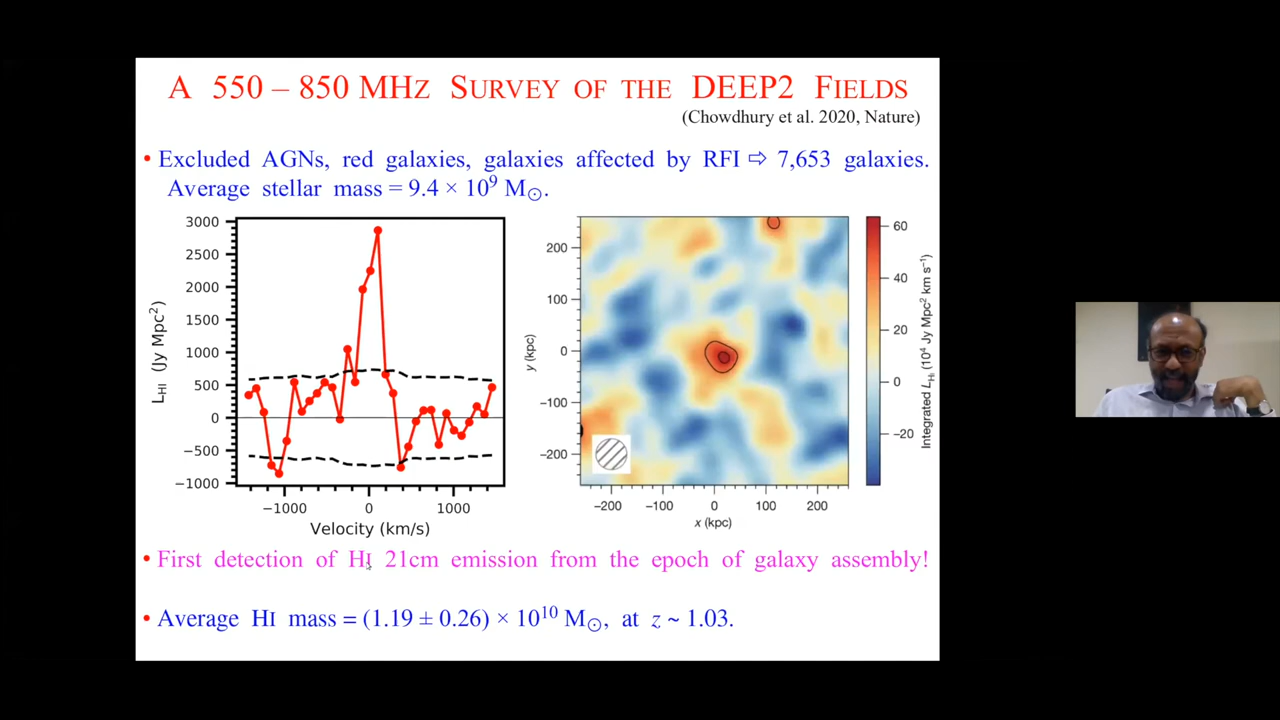 A 550 – 850 MHZ SURVEY OF THE DEEP2 FIELDS
(Chowdhury et al. 2020, Nature)
• Excluded AGNs, red galaxies, galaxies affected by RFI ⇨ 7,653 galaxies.
Average stellar mass = 9.4 × 10⁹ M☉.
3000
2500
2000
1500
1000
500
0
−500
−1000
L_HI (Jy Mpc²)
−1000 0 1000
Velocity (km/s)
200
100
0
−100
−200
y (kpc)
−200 −100 0 100 200
x (kpc)
60
40
20
0
−20
Integrated L_HI (10⁴ Jy Mpc² km s⁻¹)
• First detection of HI 21cm emission from the epoch of galaxy assembly!
• Average HI mass = (1.19 ± 0.26) × 10¹⁰ M☉, at z ~ 1.03.